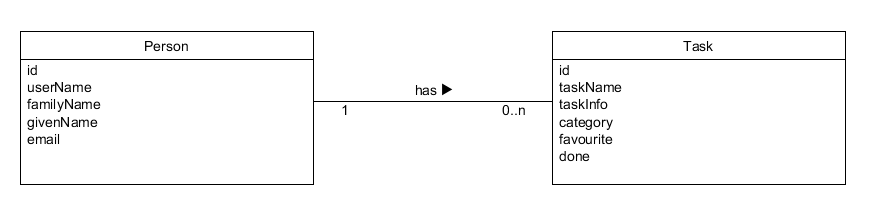 Person
id
userName
familyName
givenName
email
has ▶
1
0..n
Task
id
taskName
taskInfo
category
favourite
done